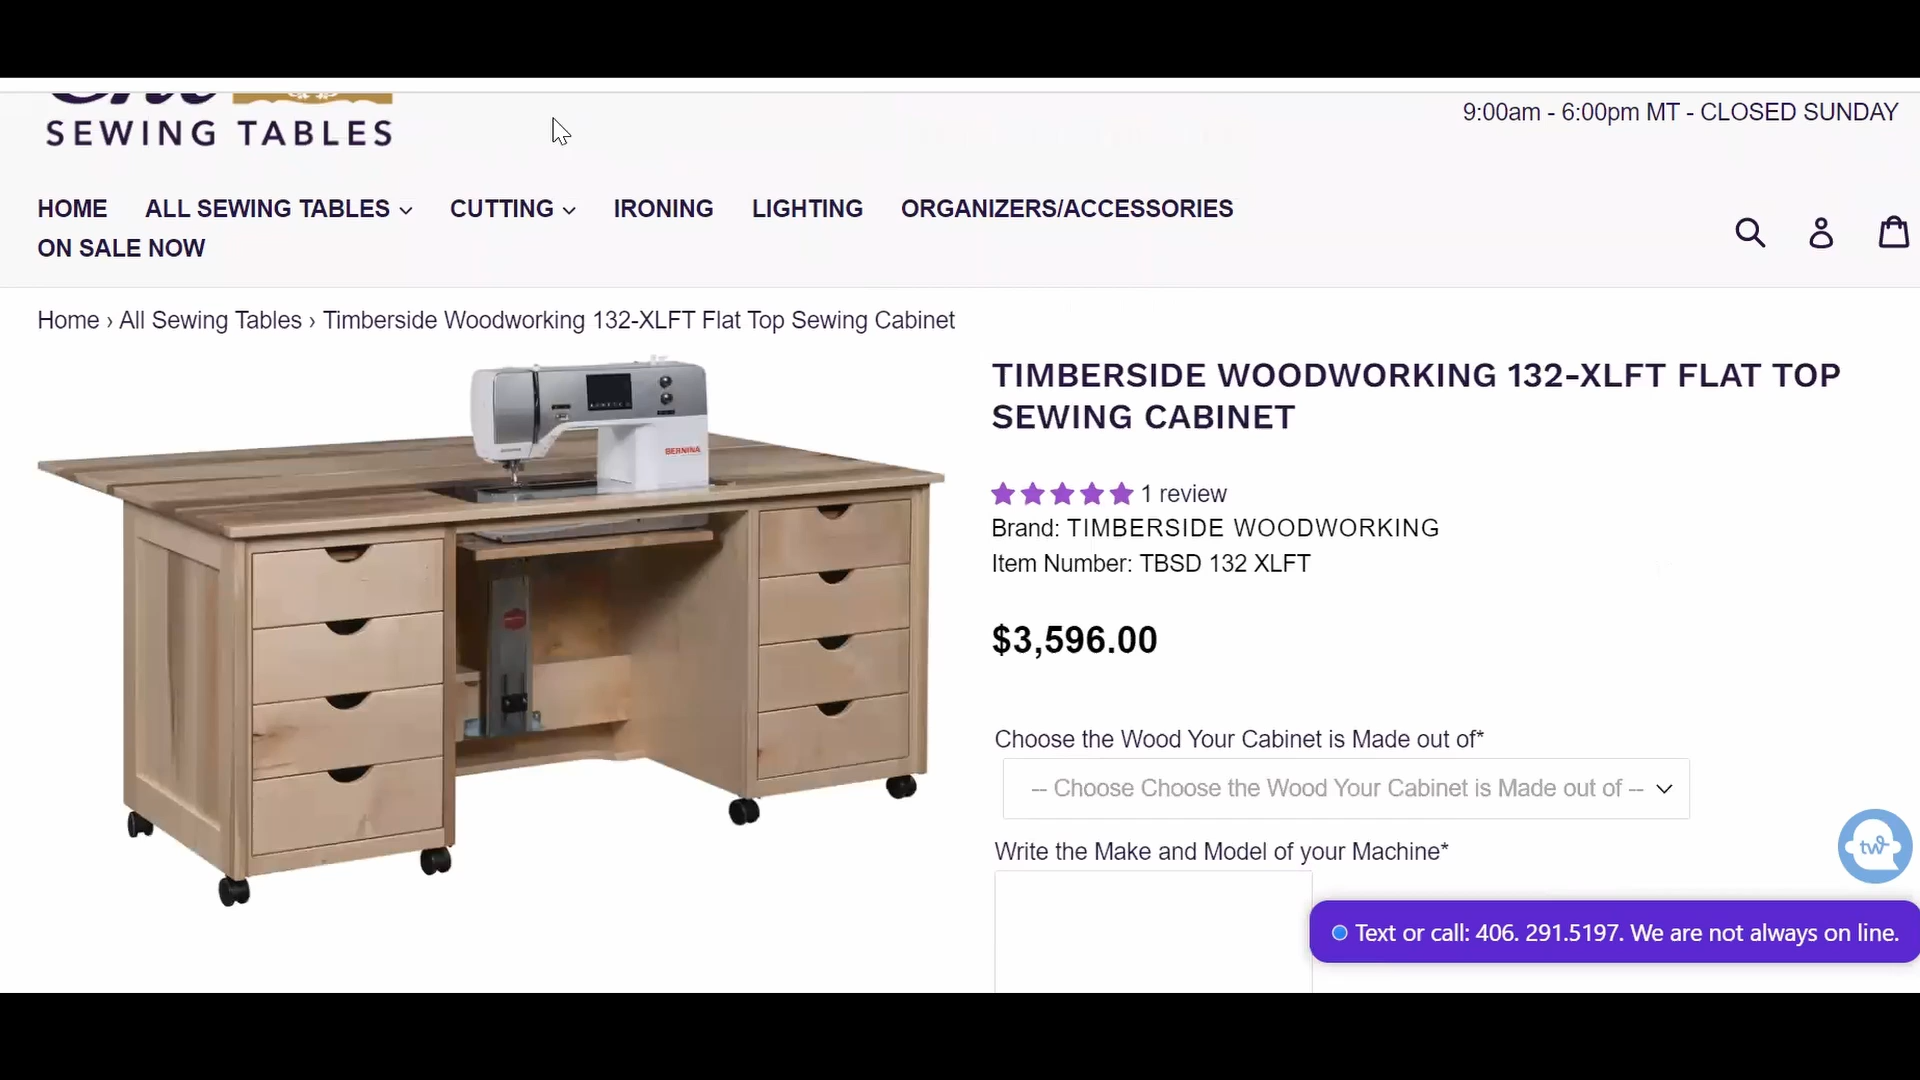 SEWING TABLES
9:00am - 6:00pm MT - CLOSED SUNDAY
HOME ALL SEWING TABLES CUTTING IRONING LIGHTING ORGANIZERS/ACCESSORIES
ON SALE NOW
Home › All Sewing Tables › Timberside Woodworking 132-XLFT Flat Top Sewing Cabinet
TIMBERSIDE WOODWORKING 132-XLFT FLAT TOP
SEWING CABINET
BERNINA
1 review
Brand: TIMBERSIDE WOODWORKING
Item Number: TBSD 132 XLFT
$3,596.00
Choose the Wood Your Cabinet is Made out of*
-- Choose Choose the Wood Your Cabinet is Made out of --
Write the Make and Model of your Machine*
tw
Text or call: 406. 291.5197. We are not always on line.